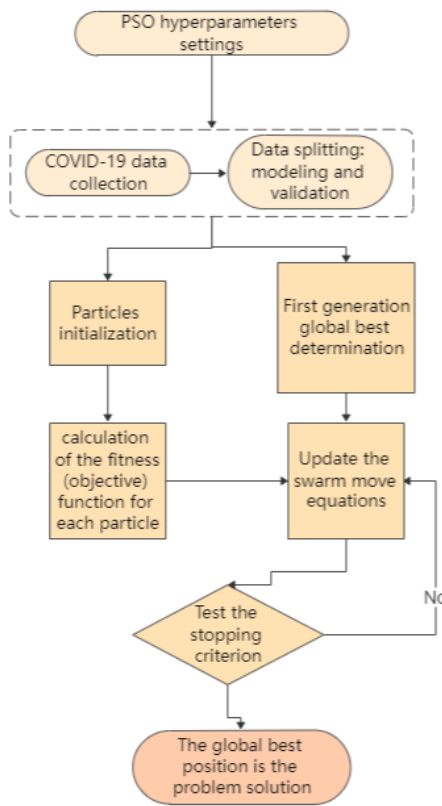 PSO hyperparameters
settings
COVID-19 data
collection
Data splitting:
modeling and
validation
Particles
initialization
First generation
global best
determination
calculation
of the fitness
(objective)
function for
each particle
Update the
swarm move
equations
No
Test the
stopping
criterion
The global best
position is the
problem solution